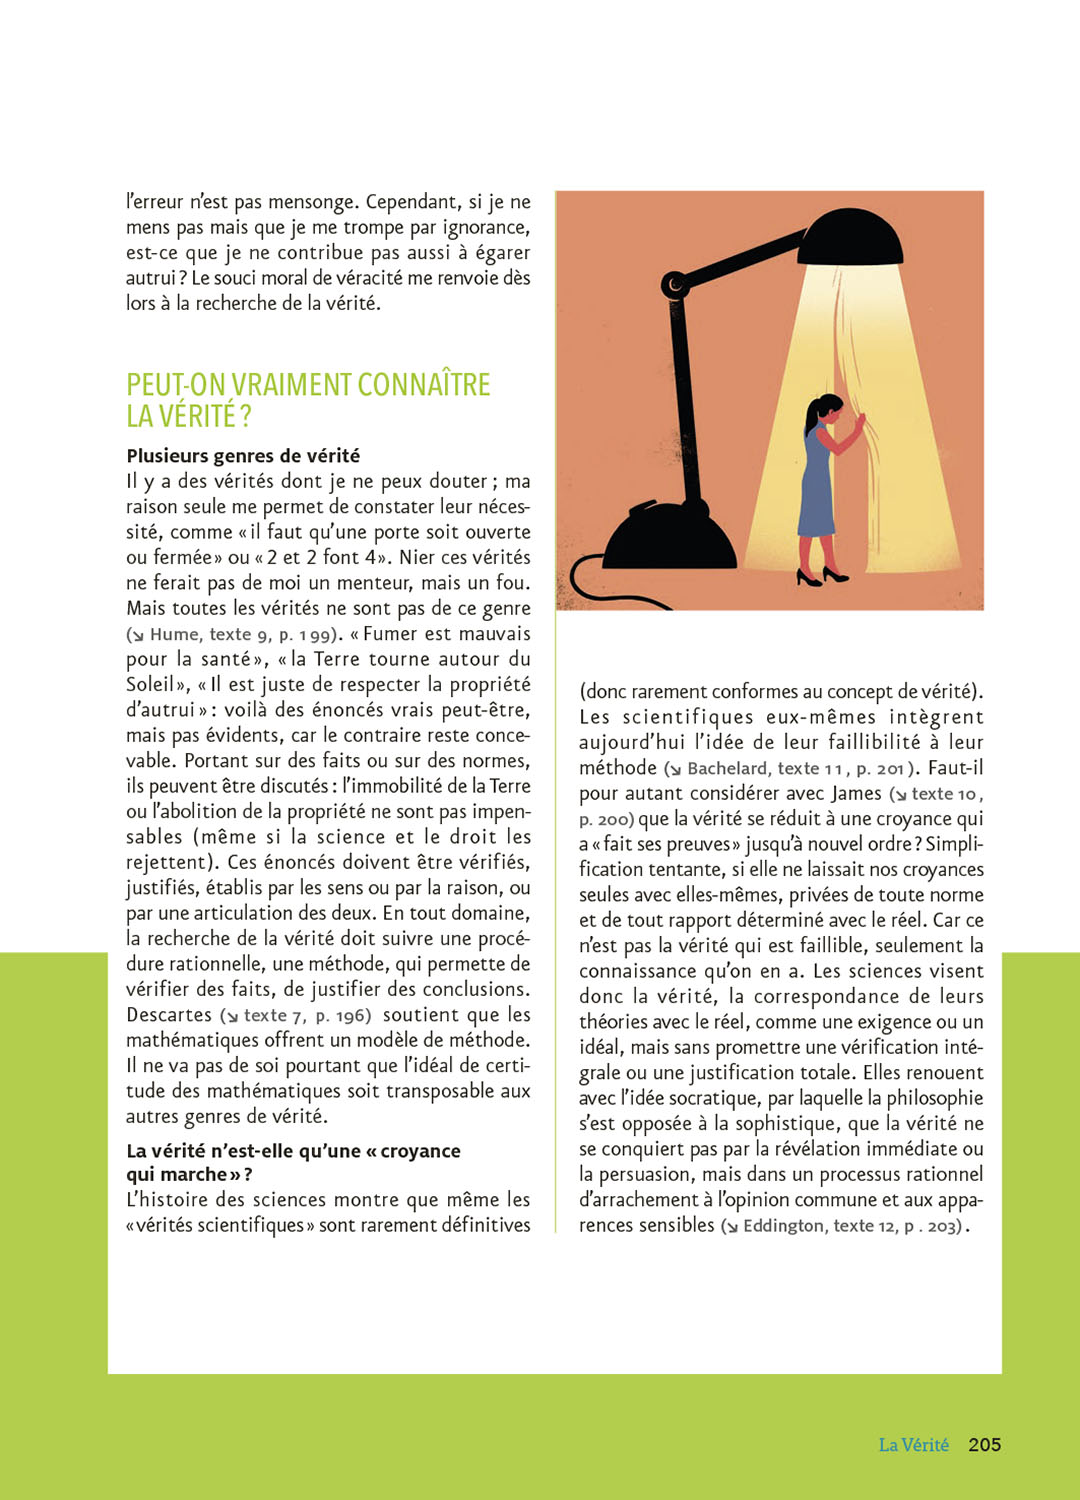 l’erreur n’est pas mensonge. Cependant, si je ne
mens pas mais que je me trompe par ignorance,
est-ce que je ne contribue pas aussi à égarer
autrui ? Le souci moral de véracité me renvoie dès
lors à la recherche de la vérité.
PEUT-ON VRAIMENT CONNAÎTRE
LA VÉRITÉ ?
Plusieurs genres de vérité
Il y a des vérités dont je ne peux douter ; ma
raison seule me permet de constater leur néces-
sité, comme « il faut qu’une porte soit ouverte
ou fermée » ou « 2 et 2 font 4 ». Nier ces vérités
ne ferait pas de moi un menteur, mais un fou.
Mais toutes les vérités ne sont pas de ce genre
(↘ Hume, texte 9, p. 199). « Fumer est mauvais
pour la santé », « la Terre tourne autour du
Soleil », « Il est juste de respecter la propriété
d’autrui » : voilà des énoncés vrais peut-être,
mais pas évidents, car le contraire reste conce-
vable. Portant sur des faits ou sur des normes,
ils peuvent être discutés : l’immobilité de la Terre
ou l’abolition de la propriété ne sont pas impen-
sables (même si la science et le droit les
rejettent). Ces énoncés doivent être vérifiés,
justifiés, établis par les sens ou par la raison, ou
par une articulation des deux. En tout domaine,
la recherche de la vérité doit suivre une procé-
dure rationnelle, une méthode, qui permette de
vérifier des faits, de justifier des conclusions.
Descartes (↘ texte 7, p. 196) soutient que les
mathématiques offrent un modèle de méthode.
Il ne va pas de soi pourtant que l’idéal de certi-
tude des mathématiques soit transposable aux
autres genres de vérité.
La vérité n’est-elle qu’une « croyance
qui marche » ?
L’histoire des sciences montre que même les
« vérités scientifiques » sont rarement définitives
(donc rarement conformes au concept de vérité).
Les scientifiques eux-mêmes intègrent
aujourd’hui l’idée de leur faillibilité à leur
méthode (↘ Bachelard, texte 11, p. 201). Faut-il
pour autant considérer avec James (↘ texte 10,
p. 200) que la vérité se réduit à une croyance qui
a « fait ses preuves » jusqu’à nouvel ordre ? Simpli-
fication tentante, si elle ne laissait nos croyances
seules avec elles-mêmes, privées de toute norme
et de tout rapport déterminé avec le réel. Car ce
n’est pas la vérité qui est faillible, seulement la
connaissance qu’on en a. Les sciences visent
donc la vérité, la correspondance de leurs
théories avec le réel, comme une exigence ou un
idéal, mais sans promettre une vérification inté-
grale ou une justification totale. Elles renouent
avec l’idée socratique, par laquelle la philosophie
s’est opposée à la sophistique, que la vérité ne
se conquiert pas par la révélation immédiate ou
la persuasion, mais dans un processus rationnel
d’arrachement à l’opinion commune et aux appa-
rences sensibles (↘ Eddington, texte 12, p . 203).
La Vérité 205